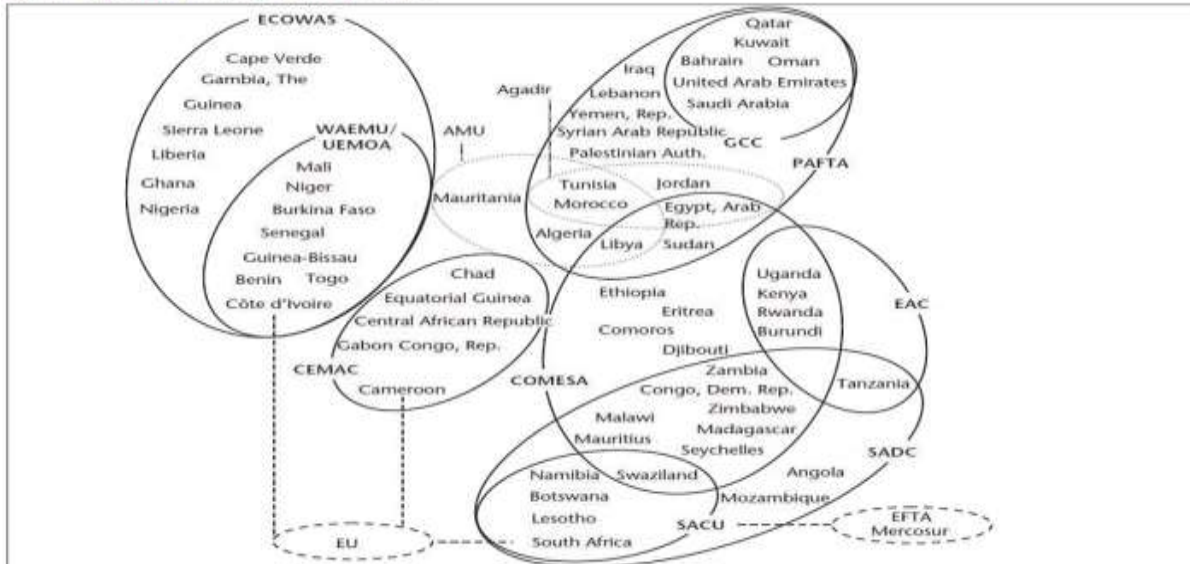 ECOWAS
Cape Verde
Gambia, The
Guinea
Sierra Leone
Liberia
Ghana
Nigeria
WAEMU/
UEMOA
Mali
Niger
Burkina Faso
Senegal
Guinea-Bissau
Benin Togo
Côte d'Ivoire
AMU
Mauritania
Agadir
Qatar
Kuwait
Bahrain Oman
United Arab Emirates
Saudi Arabia
GCC
PAFTA
Iraq
Lebanon
Yemen, Rep.
Syrian Arab Republic
Palestinian Auth.
Tunisia Jordan
Morocco Egypt, Arab
Rep.
Algeria
Libya Sudan
Chad
Equatorial Guinea
Central African Republic
Gabon Congo, Rep.
CEMAC
Cameroon
COMESA
Ethiopia
Eritrea
Comoros
Djibouti
Uganda
Kenya
Rwanda
Burundi
EAC
Tanzania
Zambia
Congo, Dem. Rep.
Zimbabwe
Malawi
Madagascar
Mauritius
Seychelles
SADC
Angola
Mozambique
Namibia Swaziland
Botswana
Lesotho
SACU
South Africa
EU
EFTA
Mercosur